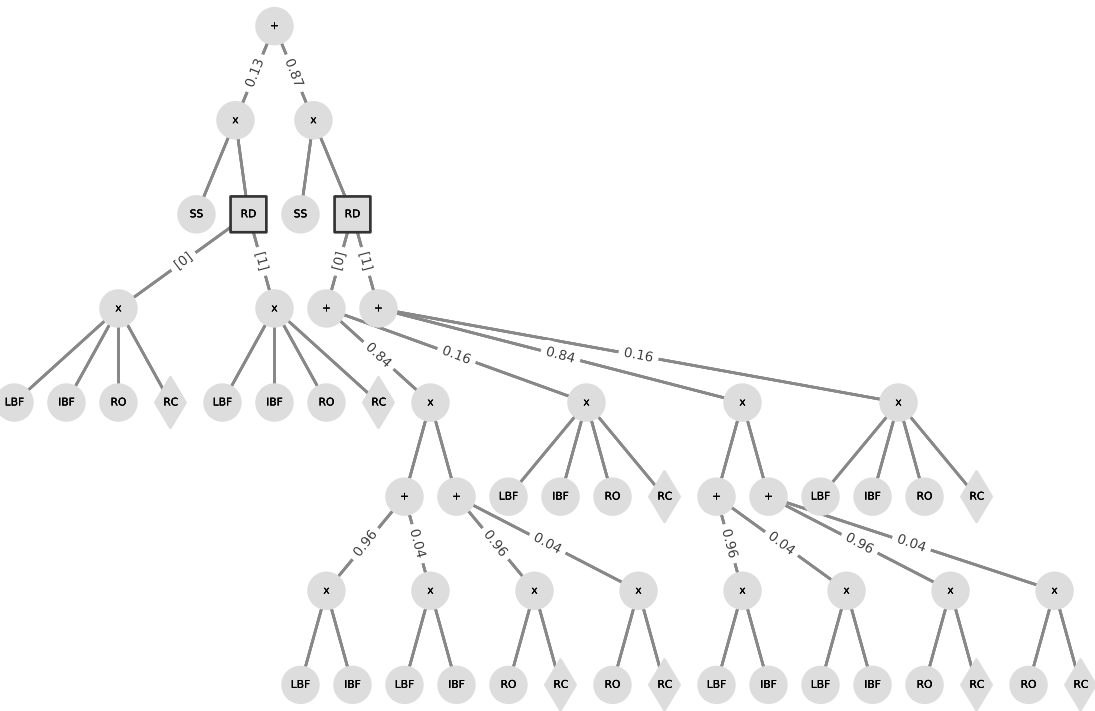 +
0.13 0.87
x x
SS RD SS RD
[0] [1] [0] [1]
x x + +
0.84 0.16 0.84 0.16
LBF IBF RO RC LBF IBF RO RC x x x x
+ + LBF IBF RO RC + + LBF IBF RO RC
0.96 0.04 0.96 0.04 0.96 0.04 0.96 0.04
x x x x x x x x
LBF IBF LBF IBF RO RC RO RC LBF IBF LBF IBF RO RC RO RC